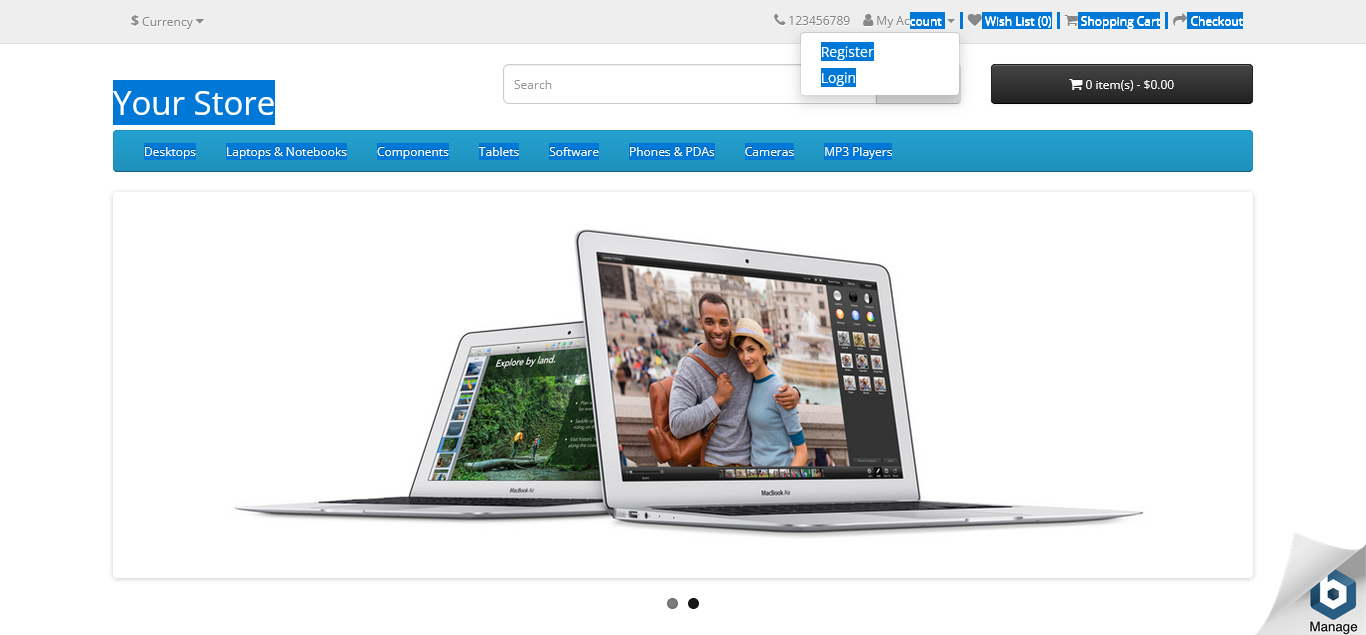 $ Currency
123456789 My Account Wish List (0) Shopping Cart Checkout
Register
Login
Your Store
Search
0 item(s) - $0.00
Desktops Laptops & Notebooks Components Tablets Software Phones & PDAs Cameras MP3 Players
Explore by land.
MacBook Air
MacBook Air
Manage